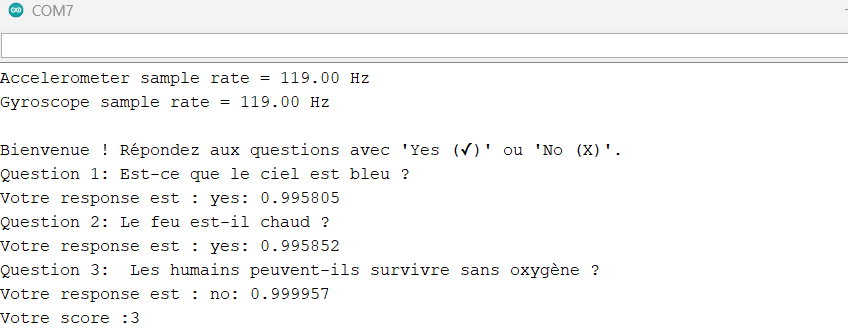 COM7
Accelerometer sample rate = 119.00 Hz
Gyroscope sample rate = 119.00 Hz
Bienvenue ! Répondez aux questions avec 'Yes (✓)' ou 'No (X)'.
Question 1: Est-ce que le ciel est bleu ?
Votre response est : yes: 0.995805
Question 2: Le feu est-il chaud ?
Votre response est : yes: 0.995852
Question 3:  Les humains peuvent-ils survivre sans oxygène ?
Votre response est : no: 0.999957
Votre score :3